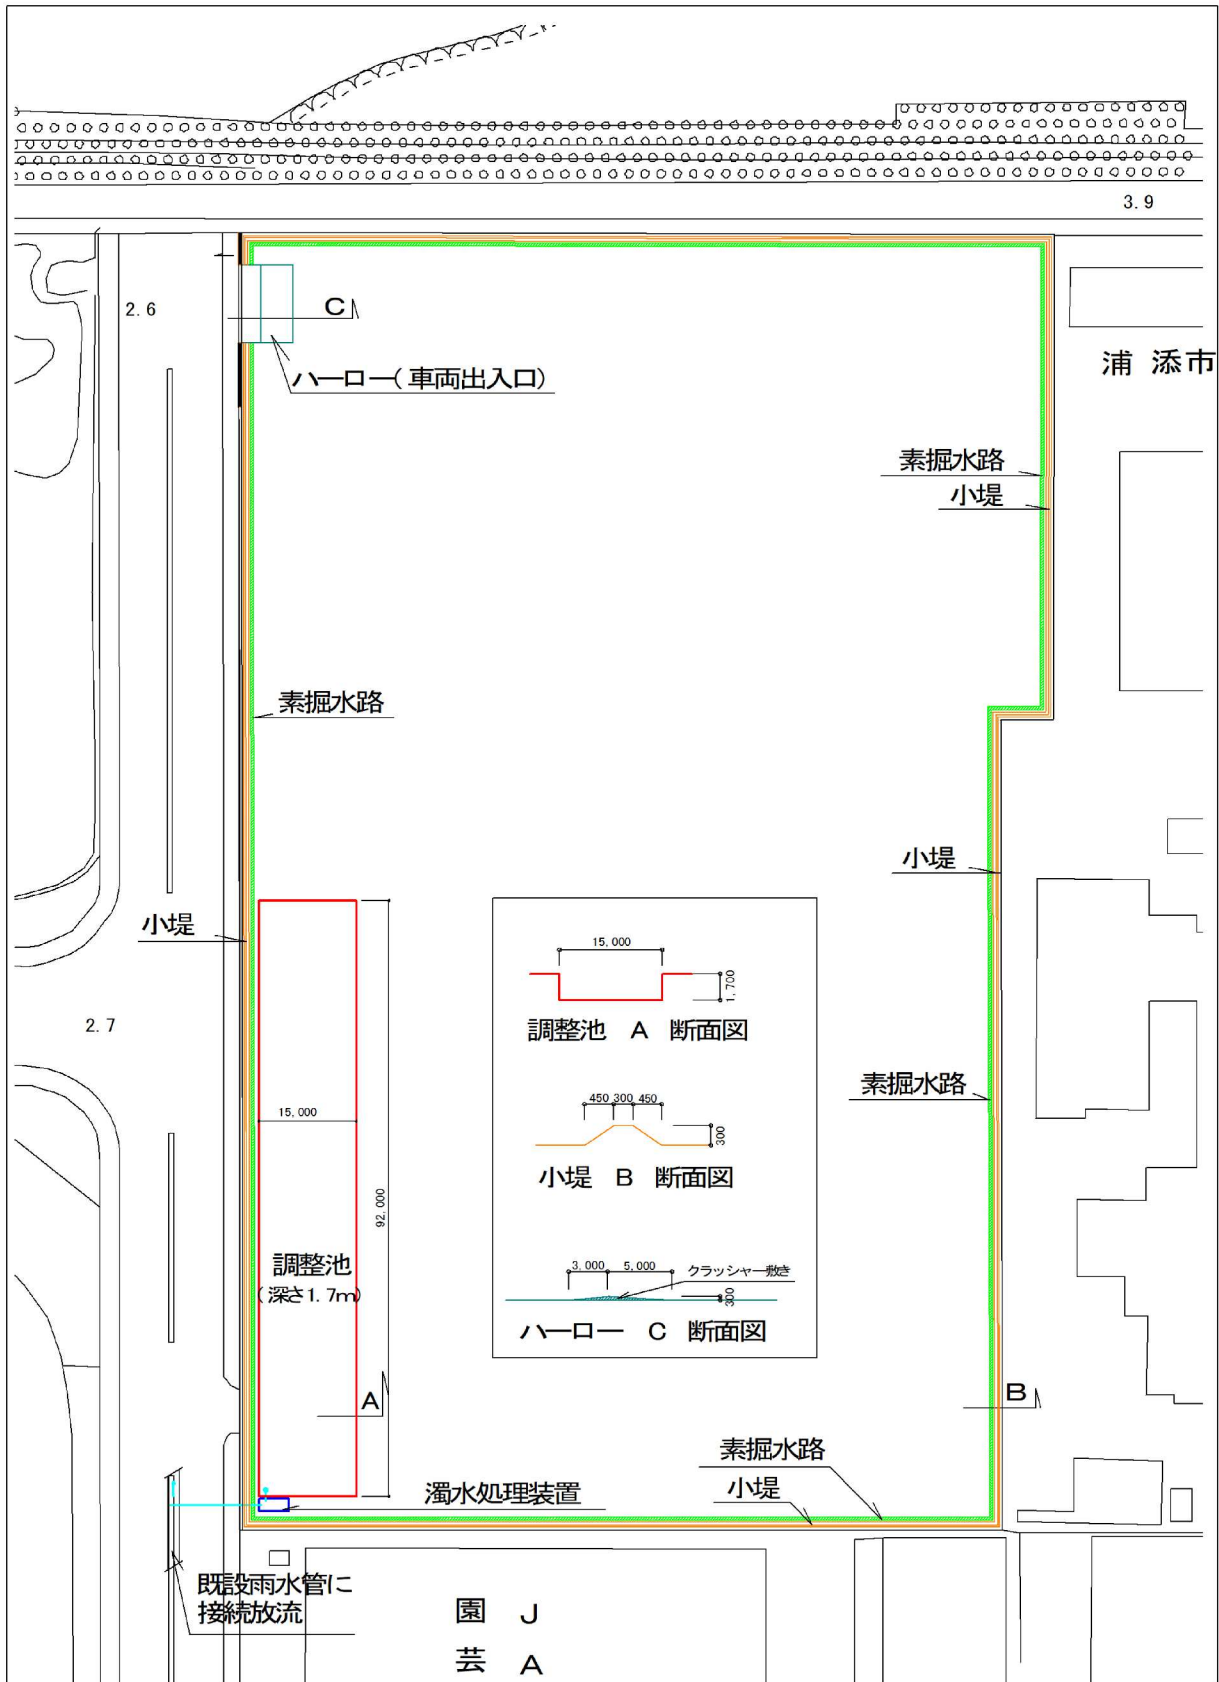 3.9
2.6
C
浦添市
ハーロー(車両出入口)
素掘水路
小堤
素掘水路
小堤
小堤
15,000
1,700
調整池 A 断面図
2.7
素掘水路
450 300 450
300
小堤 B 断面図
15,000
92,000
調整池
(深さ1.7m)
3,000 5,000
クラッシャー敷き
300
ハーロー C 断面図
A
B
素掘水路
小堤
濁水処理装置
既設雨水管に
接続放流
園 J
芸 A